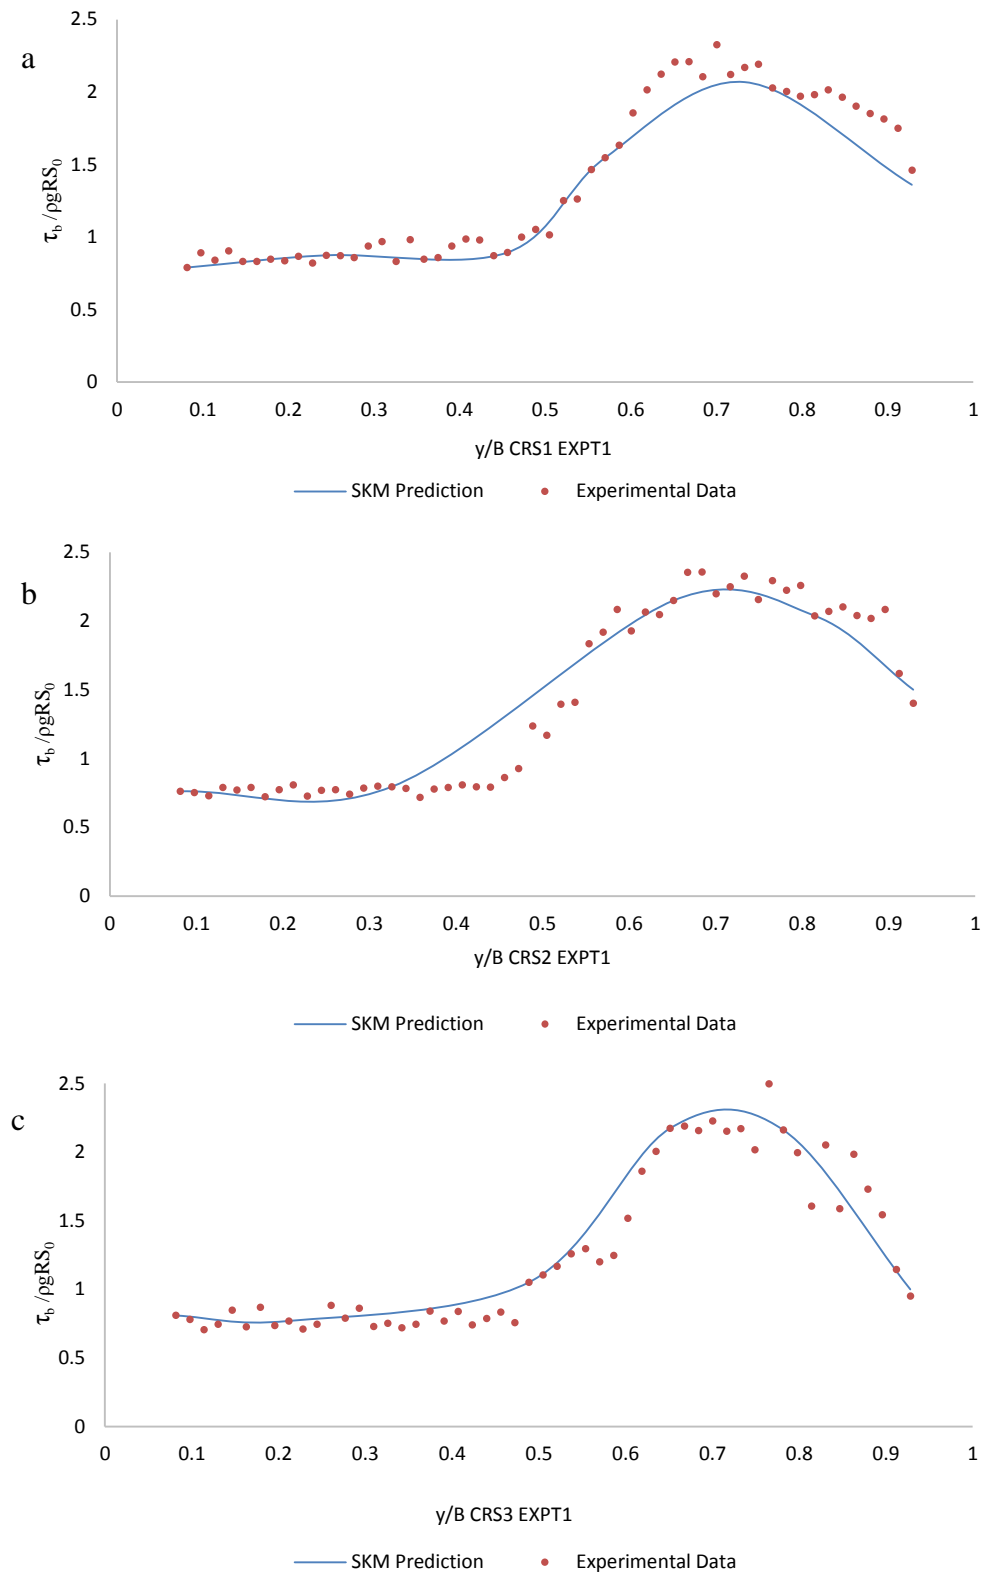 a
2.5
2
1.5
1
0.5
0
τb /ρgRS0
0 0.1 0.2 0.3 0.4 0.5 0.6 0.7 0.8 0.9 1
y/B CRS1 EXPT1
SKM Prediction Experimental Data
b
2.5
2
1.5
1
0.5
0
τb /ρgRS0
0 0.1 0.2 0.3 0.4 0.5 0.6 0.7 0.8 0.9 1
y/B CRS2 EXPT1
SKM Prediction Experimental Data
c
2.5
2
1.5
1
0.5
0
τb /ρgRS0
0 0.1 0.2 0.3 0.4 0.5 0.6 0.7 0.8 0.9 1
y/B CRS3 EXPT1
SKM Prediction Experimental Data